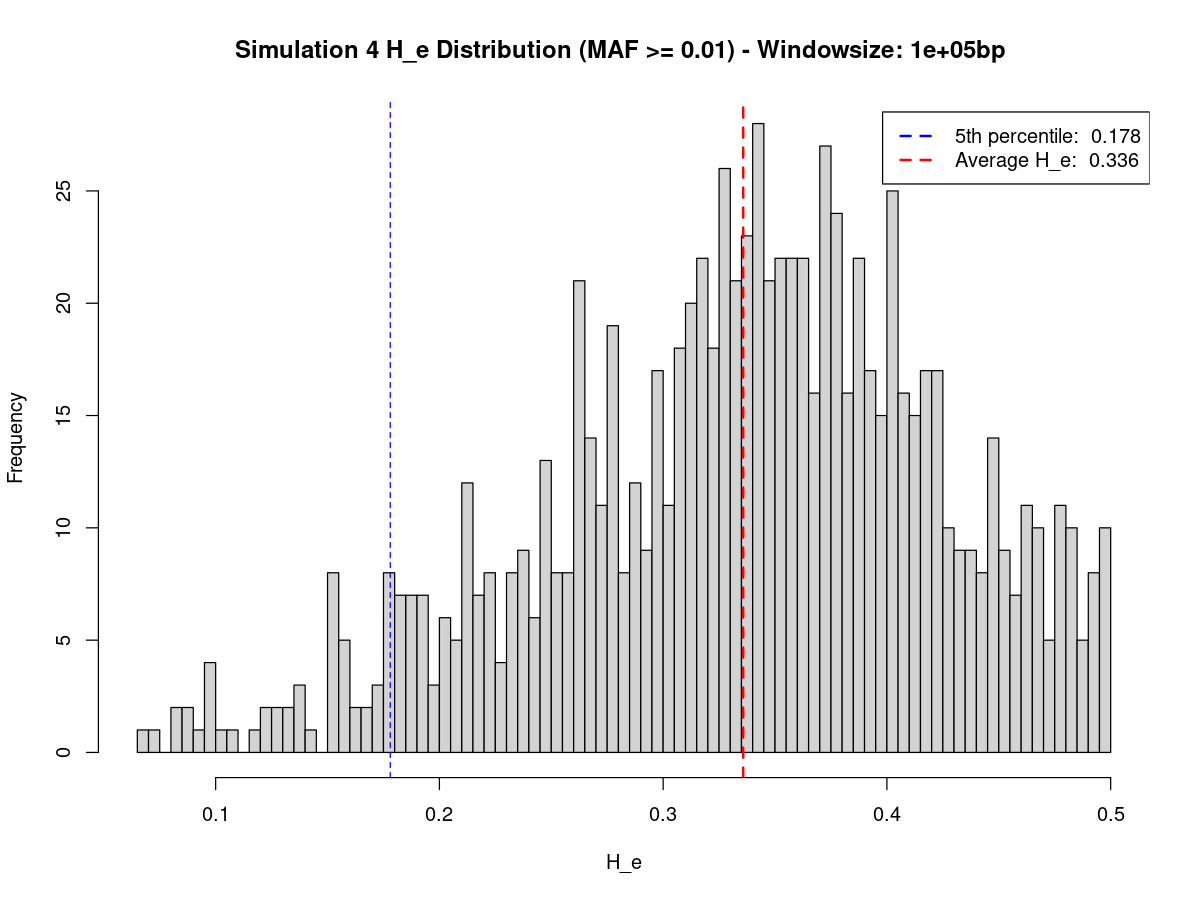 Simulation 4 H_e Distribution (MAF >= 0.01) - Windowsize: 1e+05bp
5th percentile: 0.178
Average H_e: 0.336
Frequency
25
20
15
10
5
0
0.1 0.2 0.3 0.4 0.5
H_e